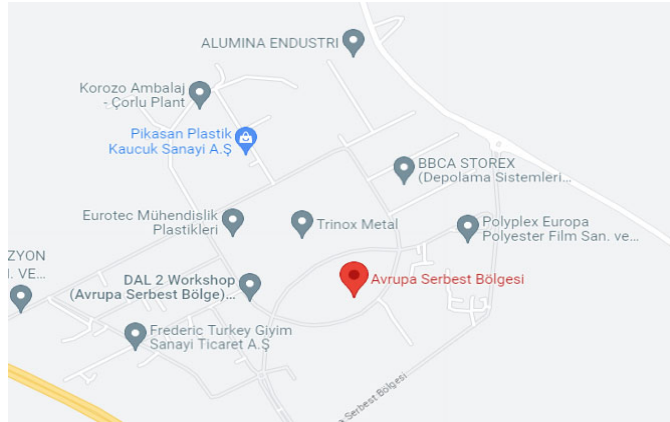 ALUMINA ENDUSTRI
Korozo Ambalaj
- Çorlu Plant
Pikasan Plastik
Kaucuk Sanayi A.Ş
BBCA STOREX
(Depolama Sistemleri...
Eurotec Mühendislik
Plastikleri
Trinox Metal
Polyplex Europa
Polyester Film San. ve...
ZYON
I. VE...
DAL 2 Workshop
(Avrupa Serbest Bölge)...
Avrupa Serbest Bölgesi
Frederic Turkey Giyim
Sanayi Ticaret A.Ş
a Serbest Bölgesi